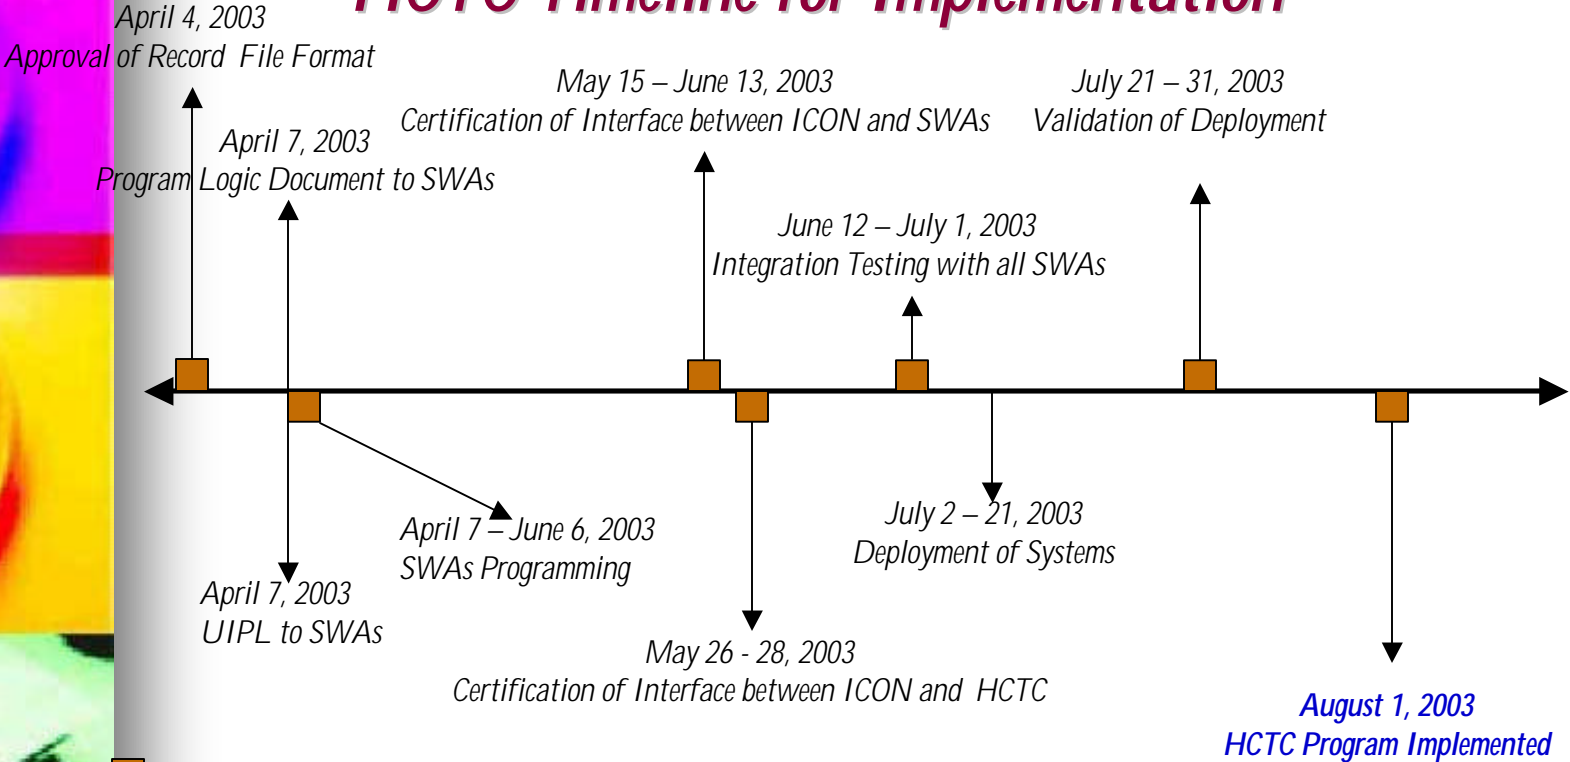 HCTC Timeline for Implementation
April 4, 2003
Approval of Record File Format
April 7, 2003
Program Logic Document to SWAs
May 15 – June 13, 2003
Certification of Interface between ICON and SWAs
July 21 – 31, 2003
Validation of Deployment
June 12 – July 1, 2003
Integration Testing with all SWAs
April 7 – June 6, 2003
SWAs Programming
April 7, 2003
UIPL to SWAs
July 2 – 21, 2003
Deployment of Systems
May 26 - 28, 2003
Certification of Interface between ICON and HCTC
August 1, 2003
HCTC Program Implemented